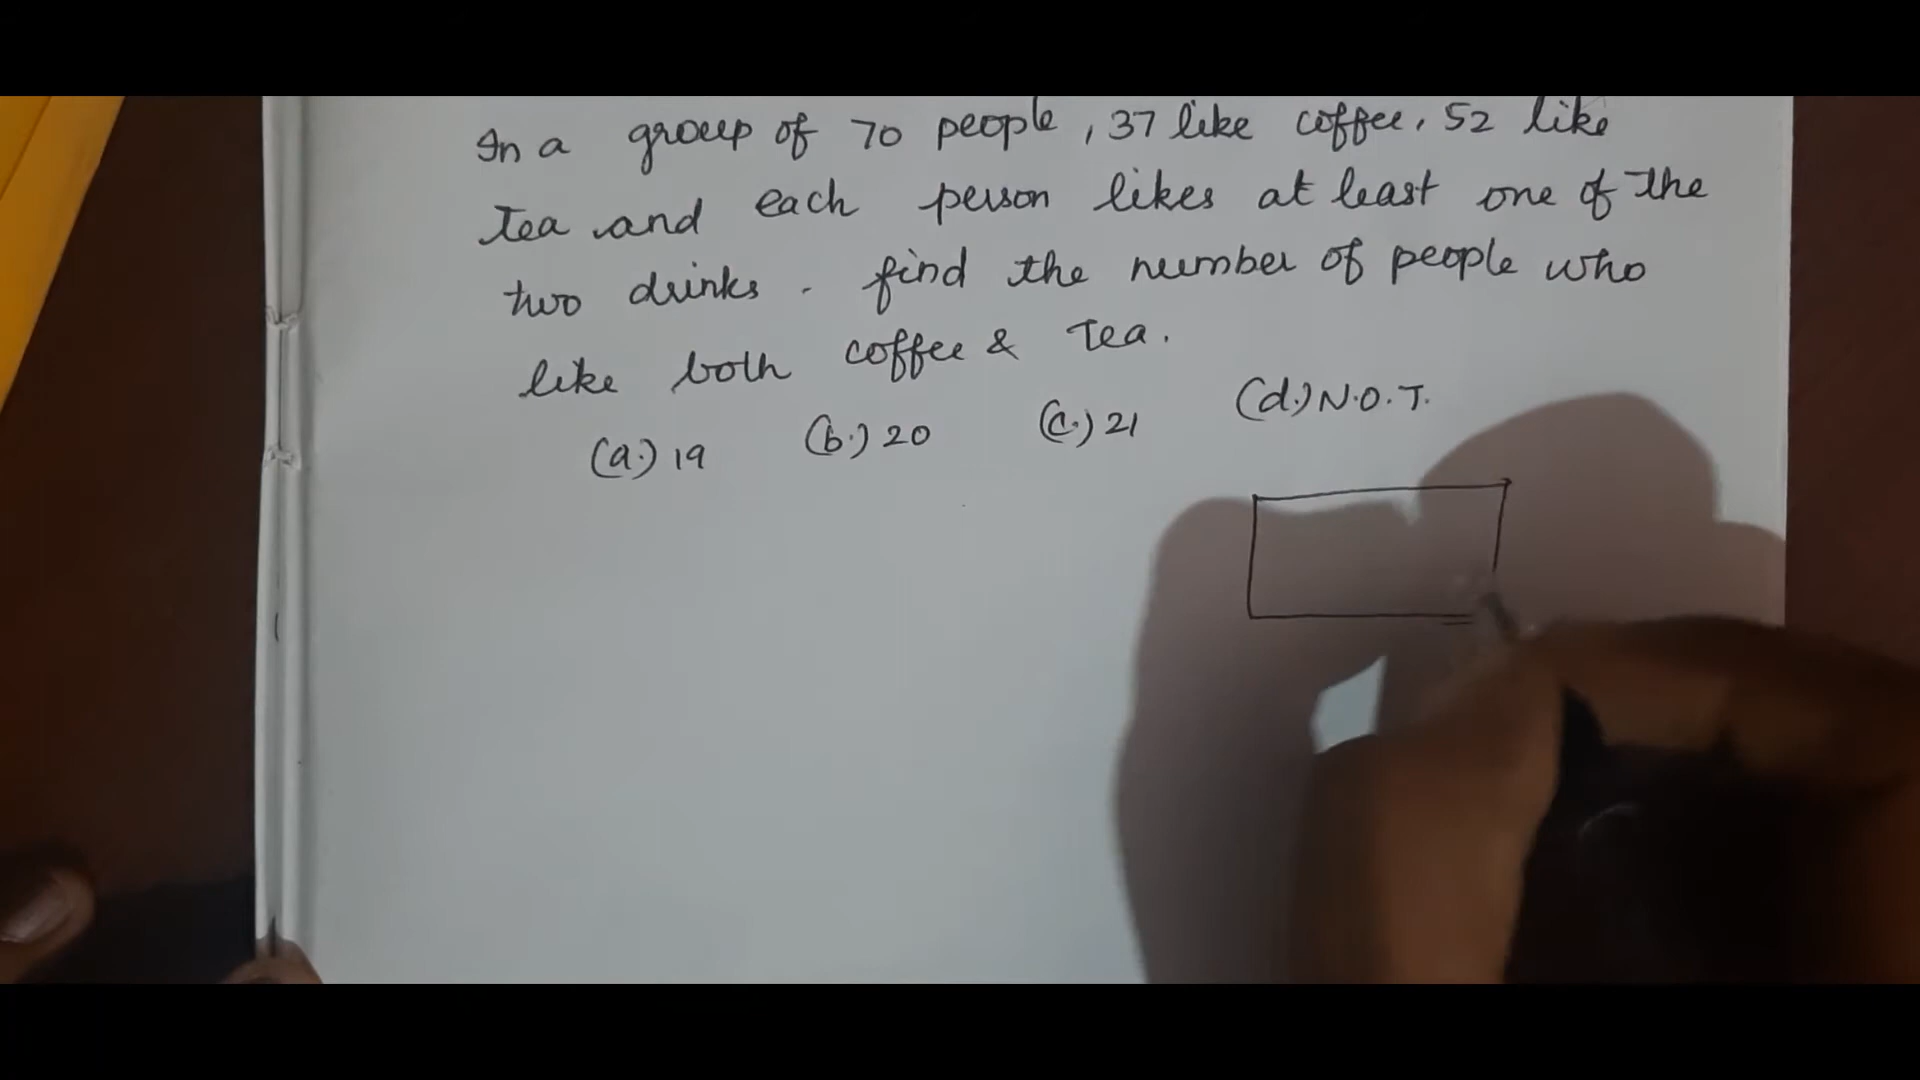 In a group of 70 people, 37 like coffee, 52 like
tea and each person likes at least one of the
two drinks. find the number of people who
like both coffee & tea.
(a.) 19 (b.) 20 (c.) 21 (d.) N.O.T.